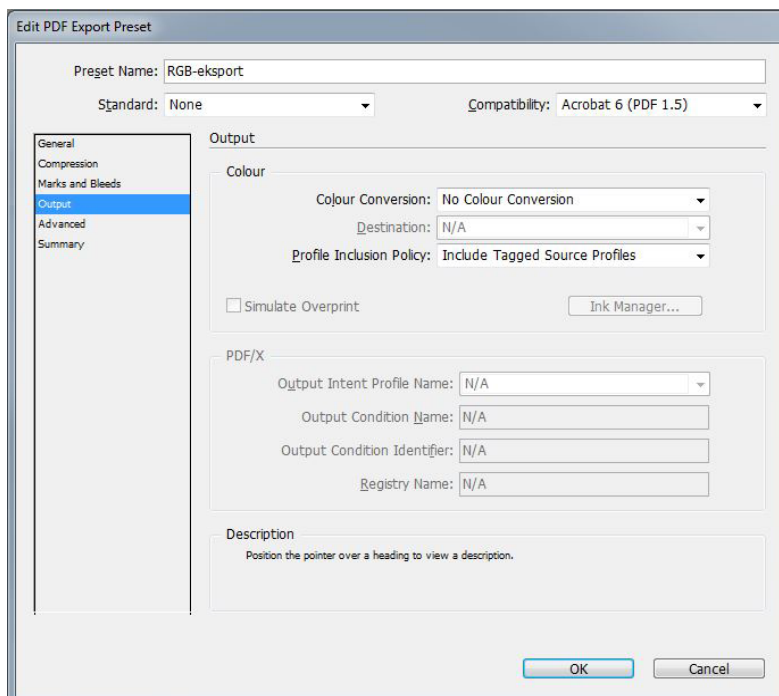 Edit PDF Export Preset
Preset Name: RGB-eksport
Standard: None
Compatibility: Acrobat 6 (PDF 1.5)
General
Compression
Marks and Bleeds
Output
Advanced
Summary
Output
Colour
Colour Conversion: No Colour Conversion
Destination: N/A
Profile Inclusion Policy: Include Tagged Source Profiles
Simulate Overprint
Ink Manager...
PDF/X
Output Intent Profile Name: N/A
Output Condition Name: N/A
Output Condition Identifier: N/A
Registry Name: N/A
Description
Position the pointer over a heading to view a description.
OK
Cancel